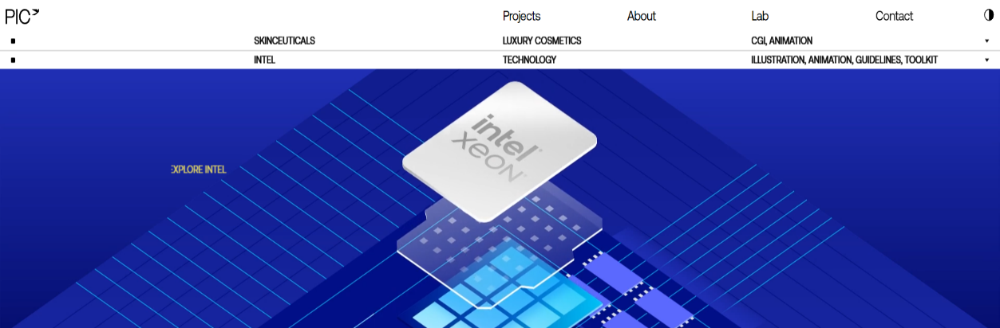 PIC
Projects About Lab Contact
SKINCEUTICALS LUXURY COSMETICS CGI, ANIMATION
INTEL TECHNOLOGY ILLUSTRATION, ANIMATION, GUIDELINES, TOOLKIT
intel
xeon
EXPLORE INTEL